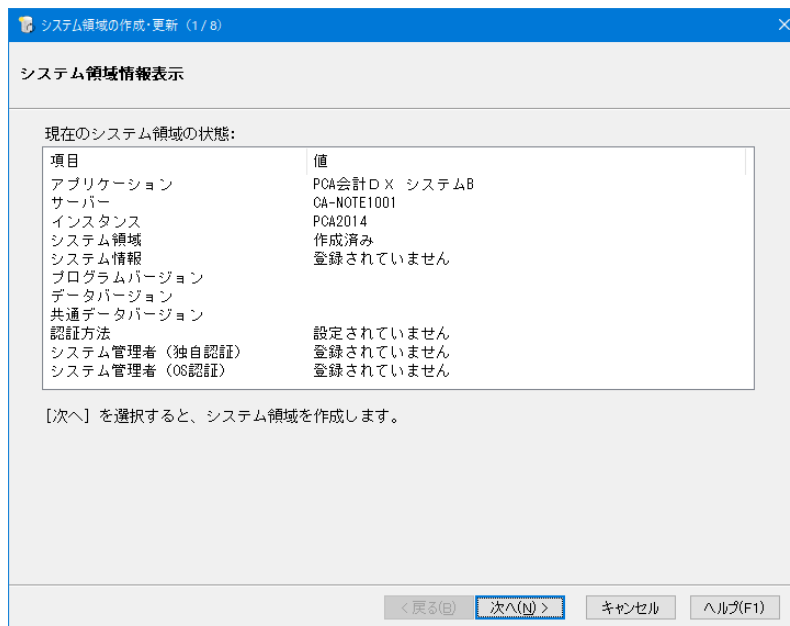 システム領域の作成・更新（1/8）
システム領域情報表示
現在のシステム領域の状態:
項目 値
アプリケーション PCA会計ＤＸ システムB
サーバー CA-NOTE1001
インスタンス PCA2014
システム領域 作成済み
システム情報 登録されていません
プログラムバージョン
データバージョン
共通データバージョン
認証方法 設定されていません
システム管理者（独自認証） 登録されていません
システム管理者（OS認証） 登録されていません
［次へ］を選択すると、システム領域を作成します。
< 戻る(B) 次へ(N) > キャンセル ヘルプ(F1)